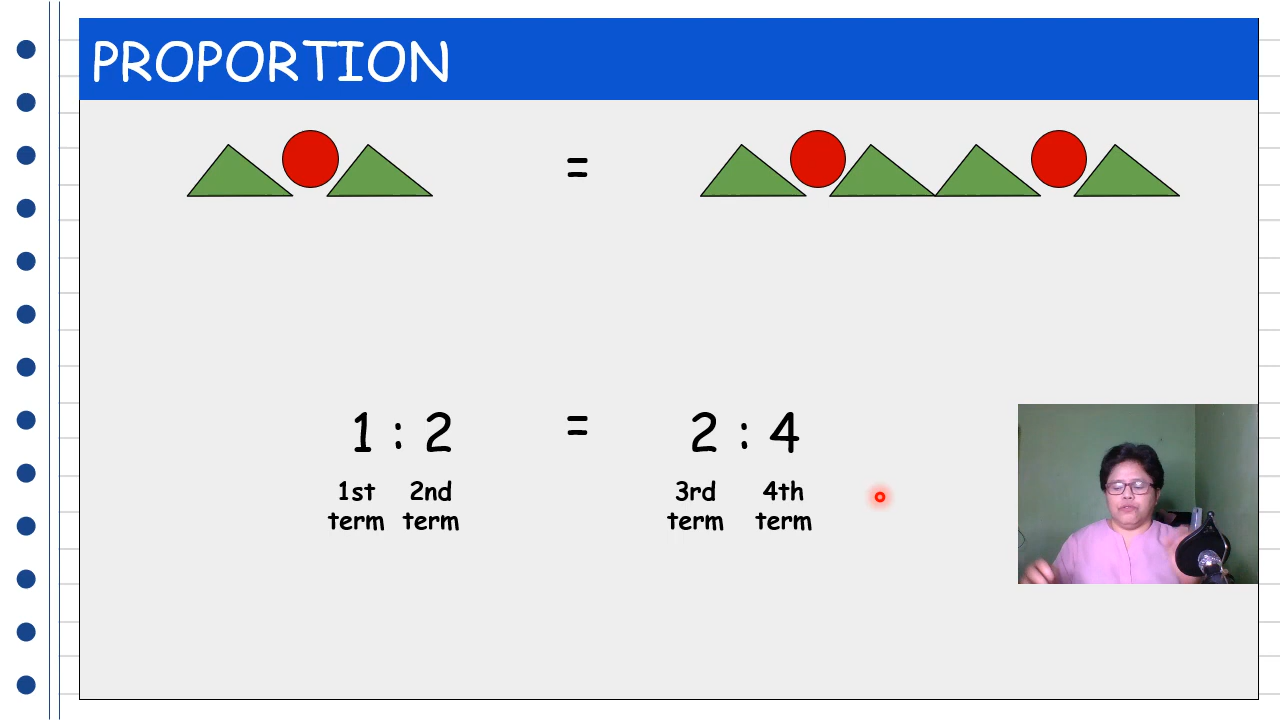 PROPORTION
=
1 : 2 = 2 : 4
1st 2nd 3rd 4th
term term term term